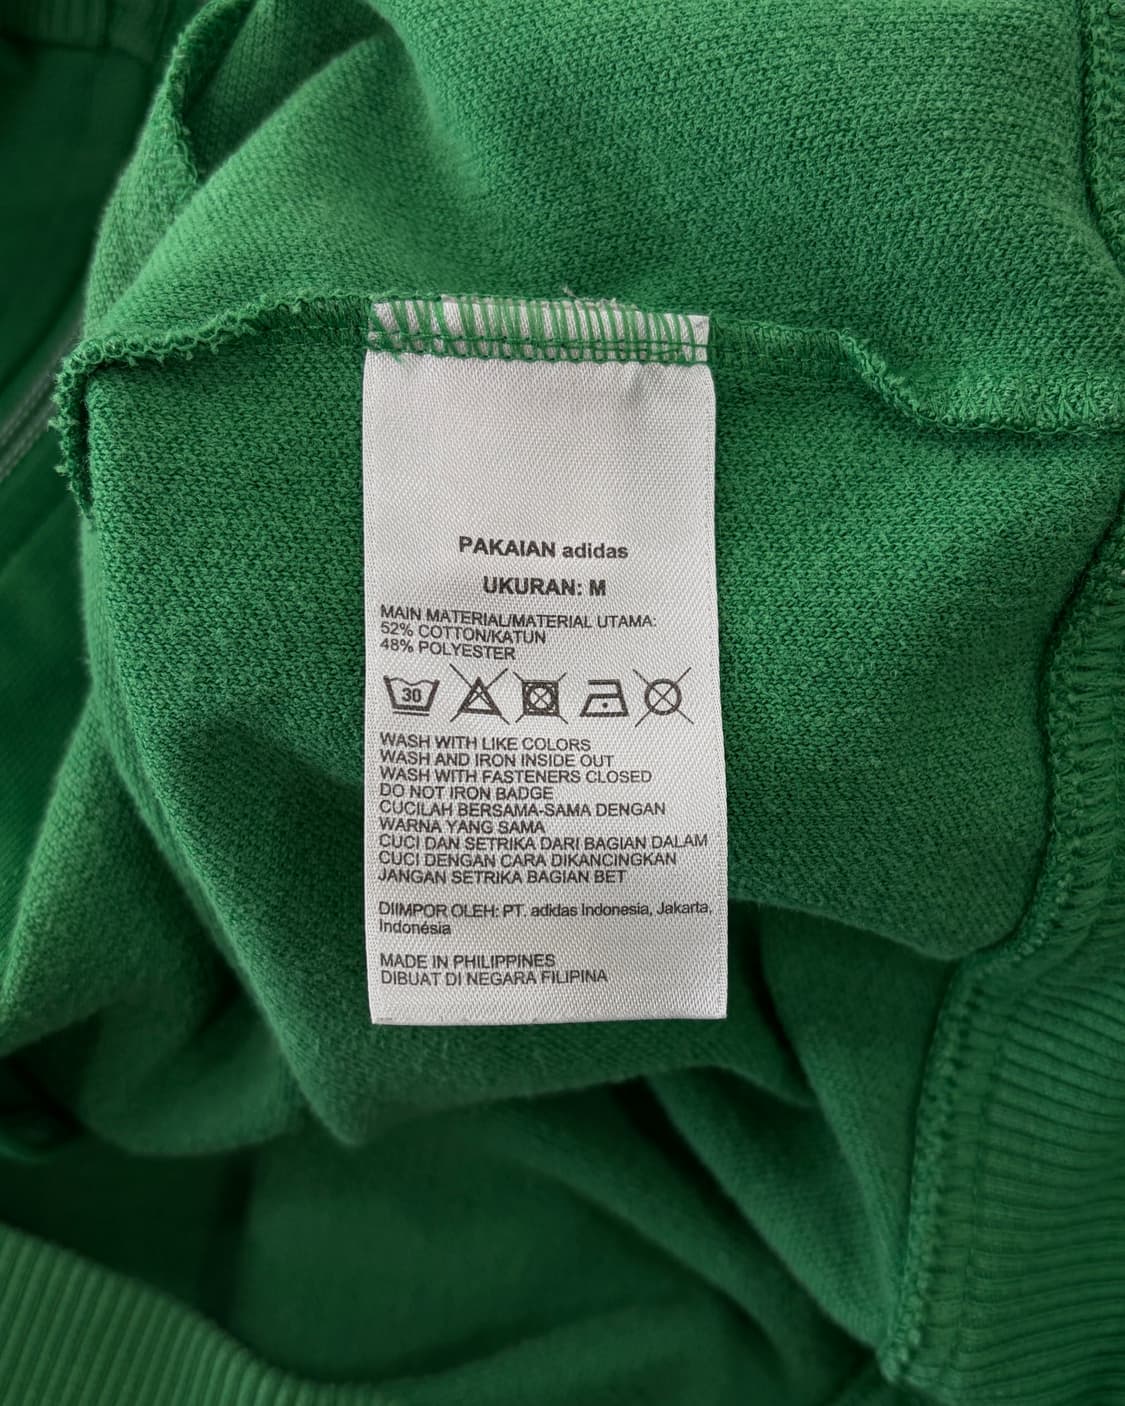 PAKAIAN adidas
UKURAN: M
MAIN MATERIAL/MATERIAL UTAMA:
52% COTTON/KATUN
48% POLYESTER
30
WASH WITH LIKE COLORS
WASH AND IRON INSIDE OUT
WASH WITH FASTENERS CLOSED
DO NOT IRON BADGE
CUCILAH BERSAMA-SAMA DENGAN
WARNA YANG SAMA
CUCI DAN SETRIKA DARI BAGIAN DALAM
CUCI DENGAN CARA DIKANCINGKAN
JANGAN SETRIKA BAGIAN BET
DIIMPOR OLEH: PT. adidas Indonesia, Jakarta,
Indonésia
MADE IN PHILIPPINES
DIBUAT DI NEGARA FILIPINA